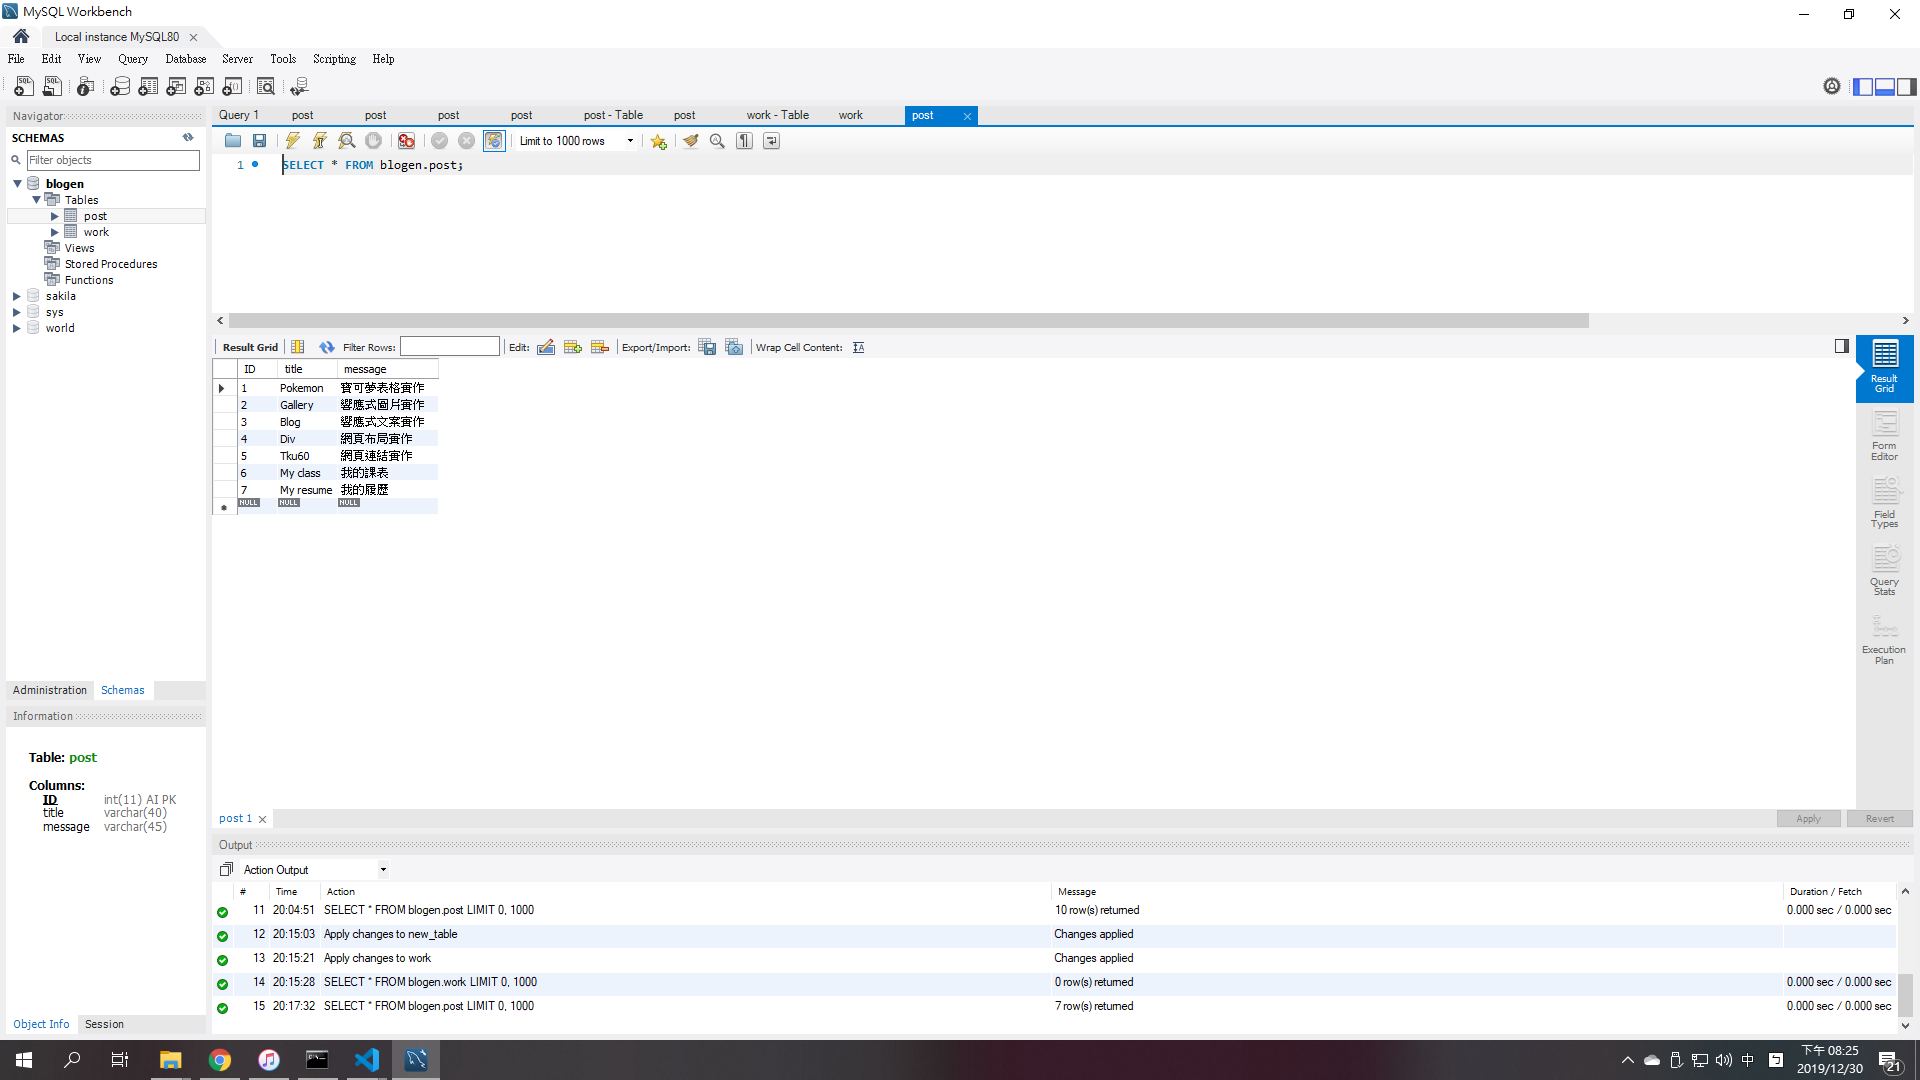 MySQL Workbench
Local instance MySQL80
File Edit View Query Database Server Tools Scripting Help
Navigator
SCHEMAS
Filter objects
blogen
Tables
post
work
Views
Stored Procedures
Functions
sakila
sys
world
Administration Schemas
Information
Table: post
Columns:
ID int(11) AI PK
title varchar(40)
message varchar(45)
Object Info Session
Query 1 post post post post post - Table post work - Table work post
Limit to 1000 rows
1 SELECT * FROM blogen.post;
Result Grid Filter Rows: Edit: Export/Import: Wrap Cell Content:
ID title message
1 Pokemon 寶可夢表格實作
2 Gallery 響應式圖片實作
3 Blog 響應式文案實作
4 Div 網頁布局實作
5 Tku60 網頁連結實作
6 My class 我的課表
7 My resume 我的履歷
NULL NULL NULL
Result Grid
Form Editor
Field Types
Query Stats
Execution Plan
post 1
Apply Revert
Output
Action Output
# Time Action Message Duration / Fetch
11 20:04:51 SELECT * FROM blogen.post LIMIT 0, 1000 10 row(s) returned 0.000 sec / 0.000 sec
12 20:15:03 Apply changes to new_table Changes applied
13 20:15:21 Apply changes to work Changes applied
14 20:15:28 SELECT * FROM blogen.work LIMIT 0, 1000 0 row(s) returned 0.000 sec / 0.000 sec
15 20:17:32 SELECT * FROM blogen.post LIMIT 0, 1000 7 row(s) returned 0.000 sec / 0.000 sec
中
下午 08:25
2019/12/30
21